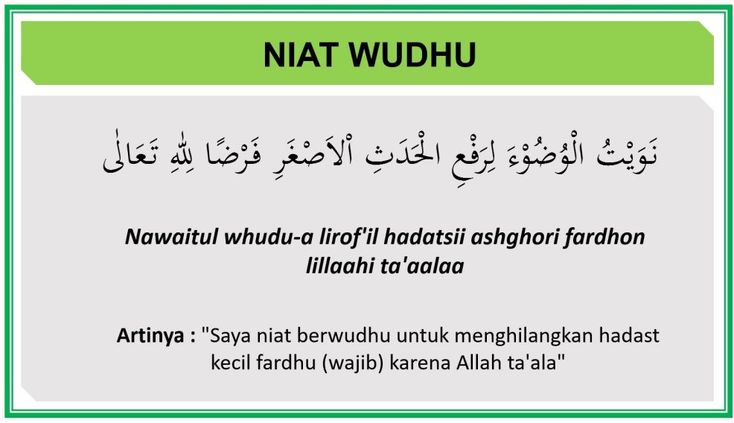 NIAT WUDHU
نَوَيْتُ الْوُضُوْءَ لِرَفْعِ الْحَدَثِ اْلاَصْغَرِ فَرْضًا لِلّٰهِ تَعَالٰى
Nawaitul whudu-a lirof'il hadatsii ashghori fardhon
lillaahi ta'aalaa
Artinya : "Saya niat berwudhu untuk menghilangkan hadast
kecil fardhu (wajib) karena Allah ta'ala"